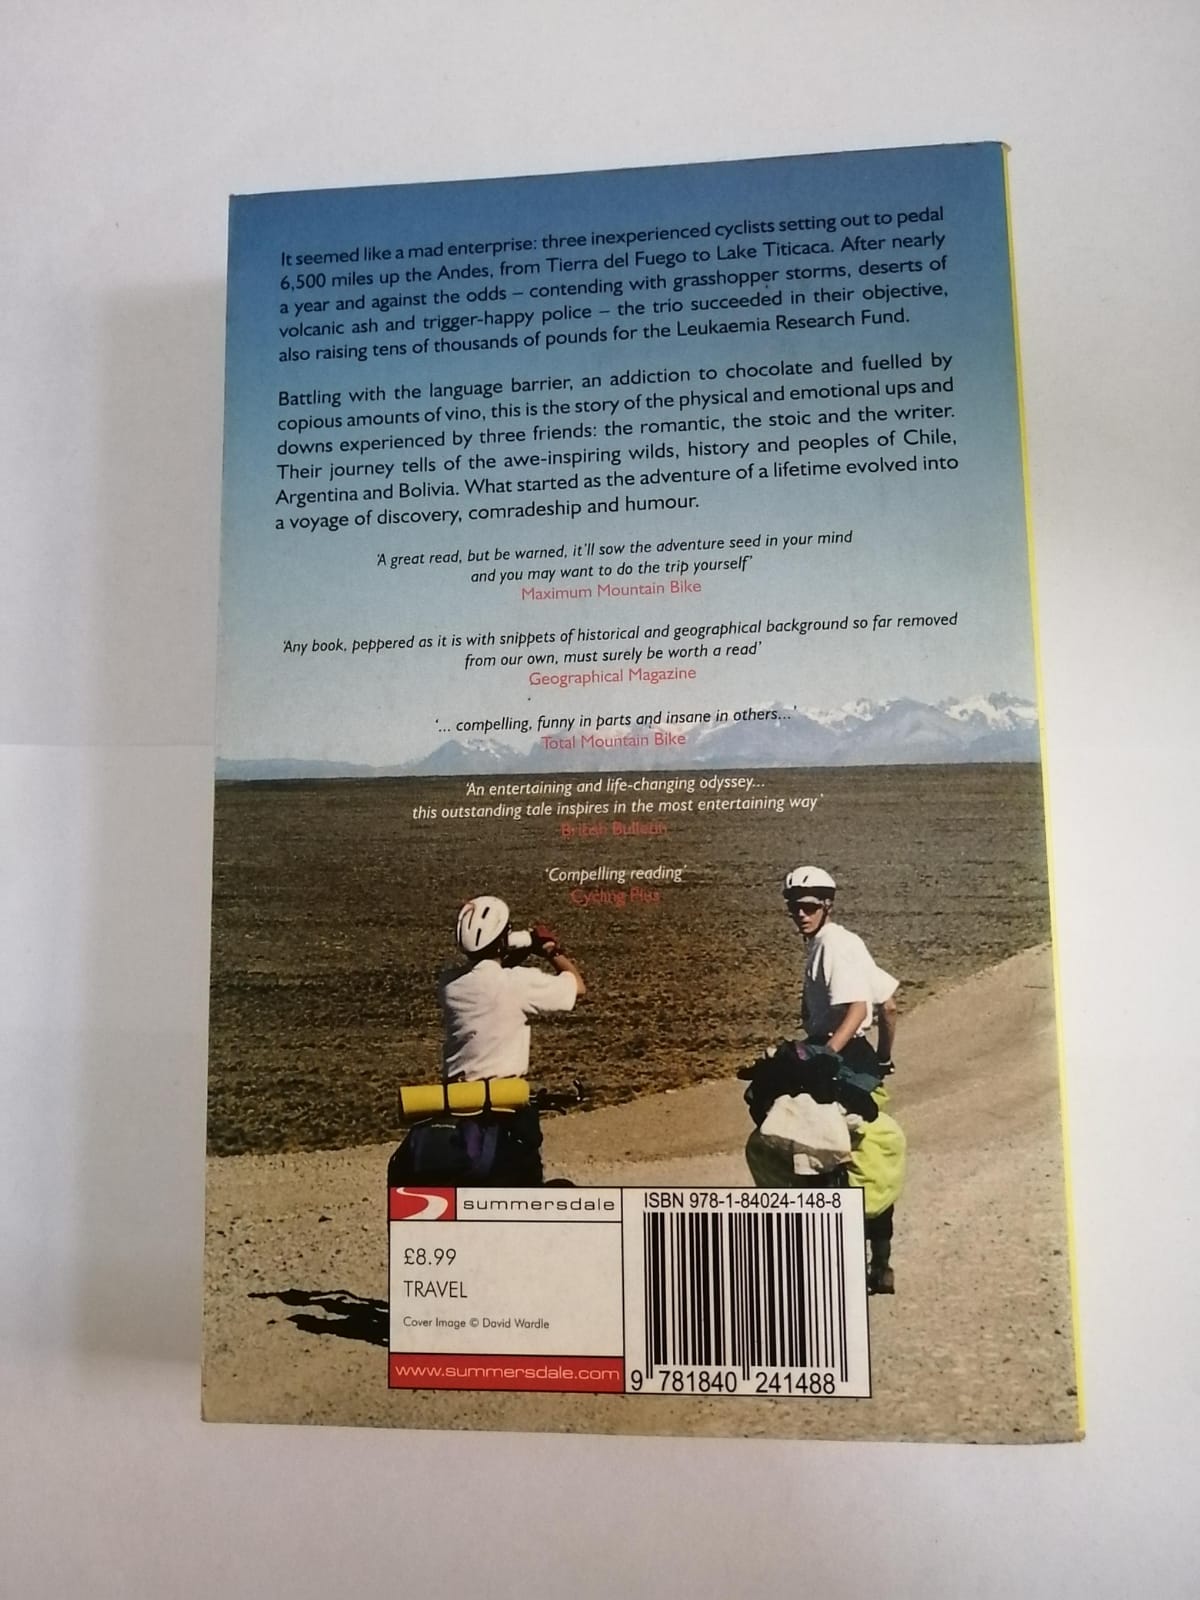 It seemed like a mad enterprise: three inexperienced cyclists setting out to pedal
6,500 miles up the Andes, from Tierra del Fuego to Lake Titicaca. After nearly
a year and against the odds – contending with grasshopper storms, deserts of
volcanic ash and trigger-happy police – the trio succeeded in their objective,
also raising tens of thousands of pounds for the Leukaemia Research Fund.
Battling with the language barrier, an addiction to chocolate and fuelled by
copious amounts of vino, this is the story of the physical and emotional ups and
downs experienced by three friends: the romantic, the stoic and the writer.
Their journey tells of the awe-inspiring wilds, history and peoples of Chile,
Argentina and Bolivia. What started as the adventure of a lifetime evolved into
a voyage of discovery, comradeship and humour.
'A great read, but be warned, it'll sow the adventure seed in your mind
and you may want to do the trip yourself'
Maximum Mountain Bike
'Any book, peppered as it is with snippets of historical and geographical background so far removed
from our own, must surely be worth a read'
Geographical Magazine
'... compelling, funny in parts and insane in others...'
Total Mountain Bike
'An entertaining and life-changing odyssey...
this outstanding tale inspires in the most entertaining way'
British Bulletin
'Compelling reading'
Cycling Plus
summersdale
£8.99
TRAVEL
Cover Image © David Wardle
www.summersdale.com
ISBN 978-1-84024-148-8
9 781840 241488